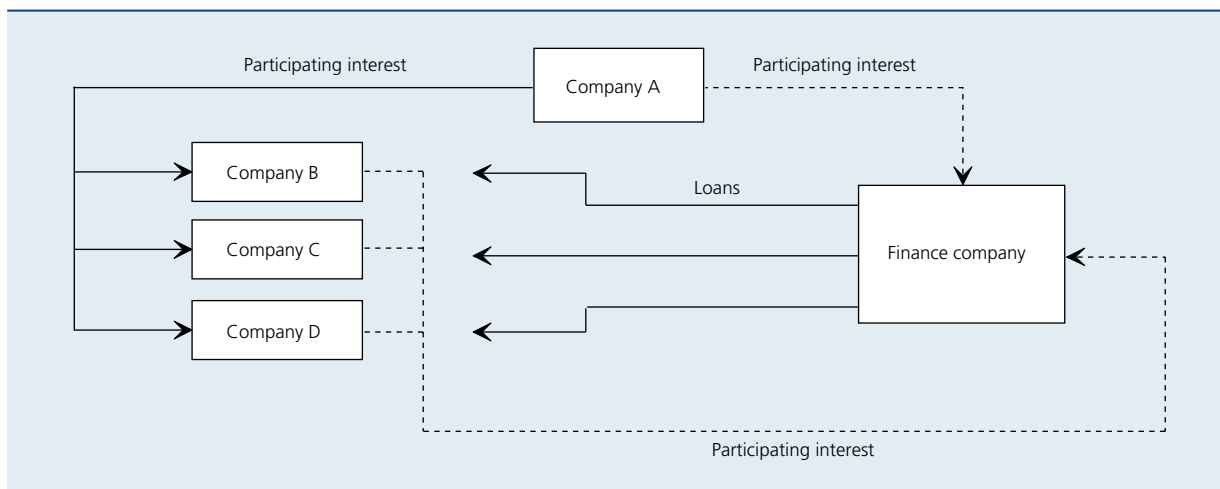 Participating interest
Participating interest
Company A
Company B
Loans
Company C
Finance company
Company D
Participating interest